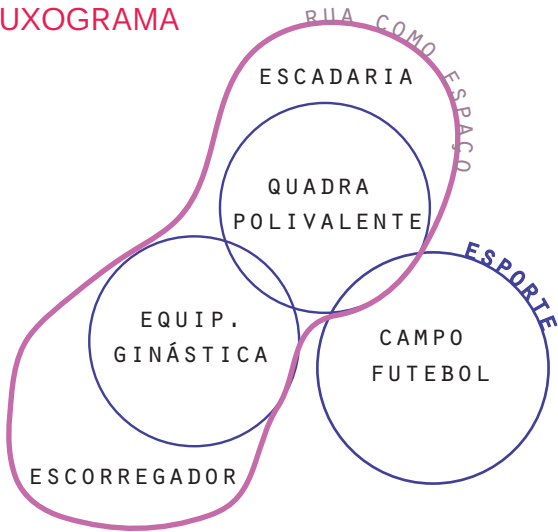 UXOGRAMA
RUA COMO ESPAÇO
ESCADARIA
QUADRA
POLIVALENTE
ESPORTE
EQUIP.
GINÁSTICA
CAMPO
FUTEBOL
ESCORREGADOR